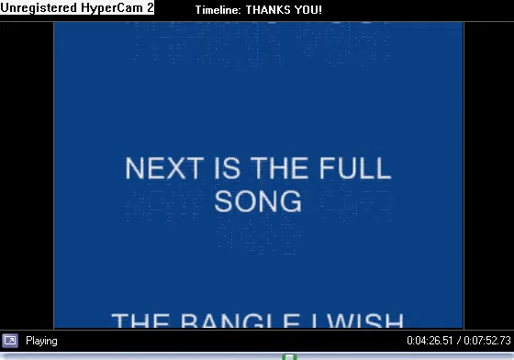 Unregistered HyperCam 2
Timeline: THANKS YOU!
NEXT IS THE FULL
SONG
THE BANGLE I WISH
Playing
0:04:26.51 / 0:07:52.73